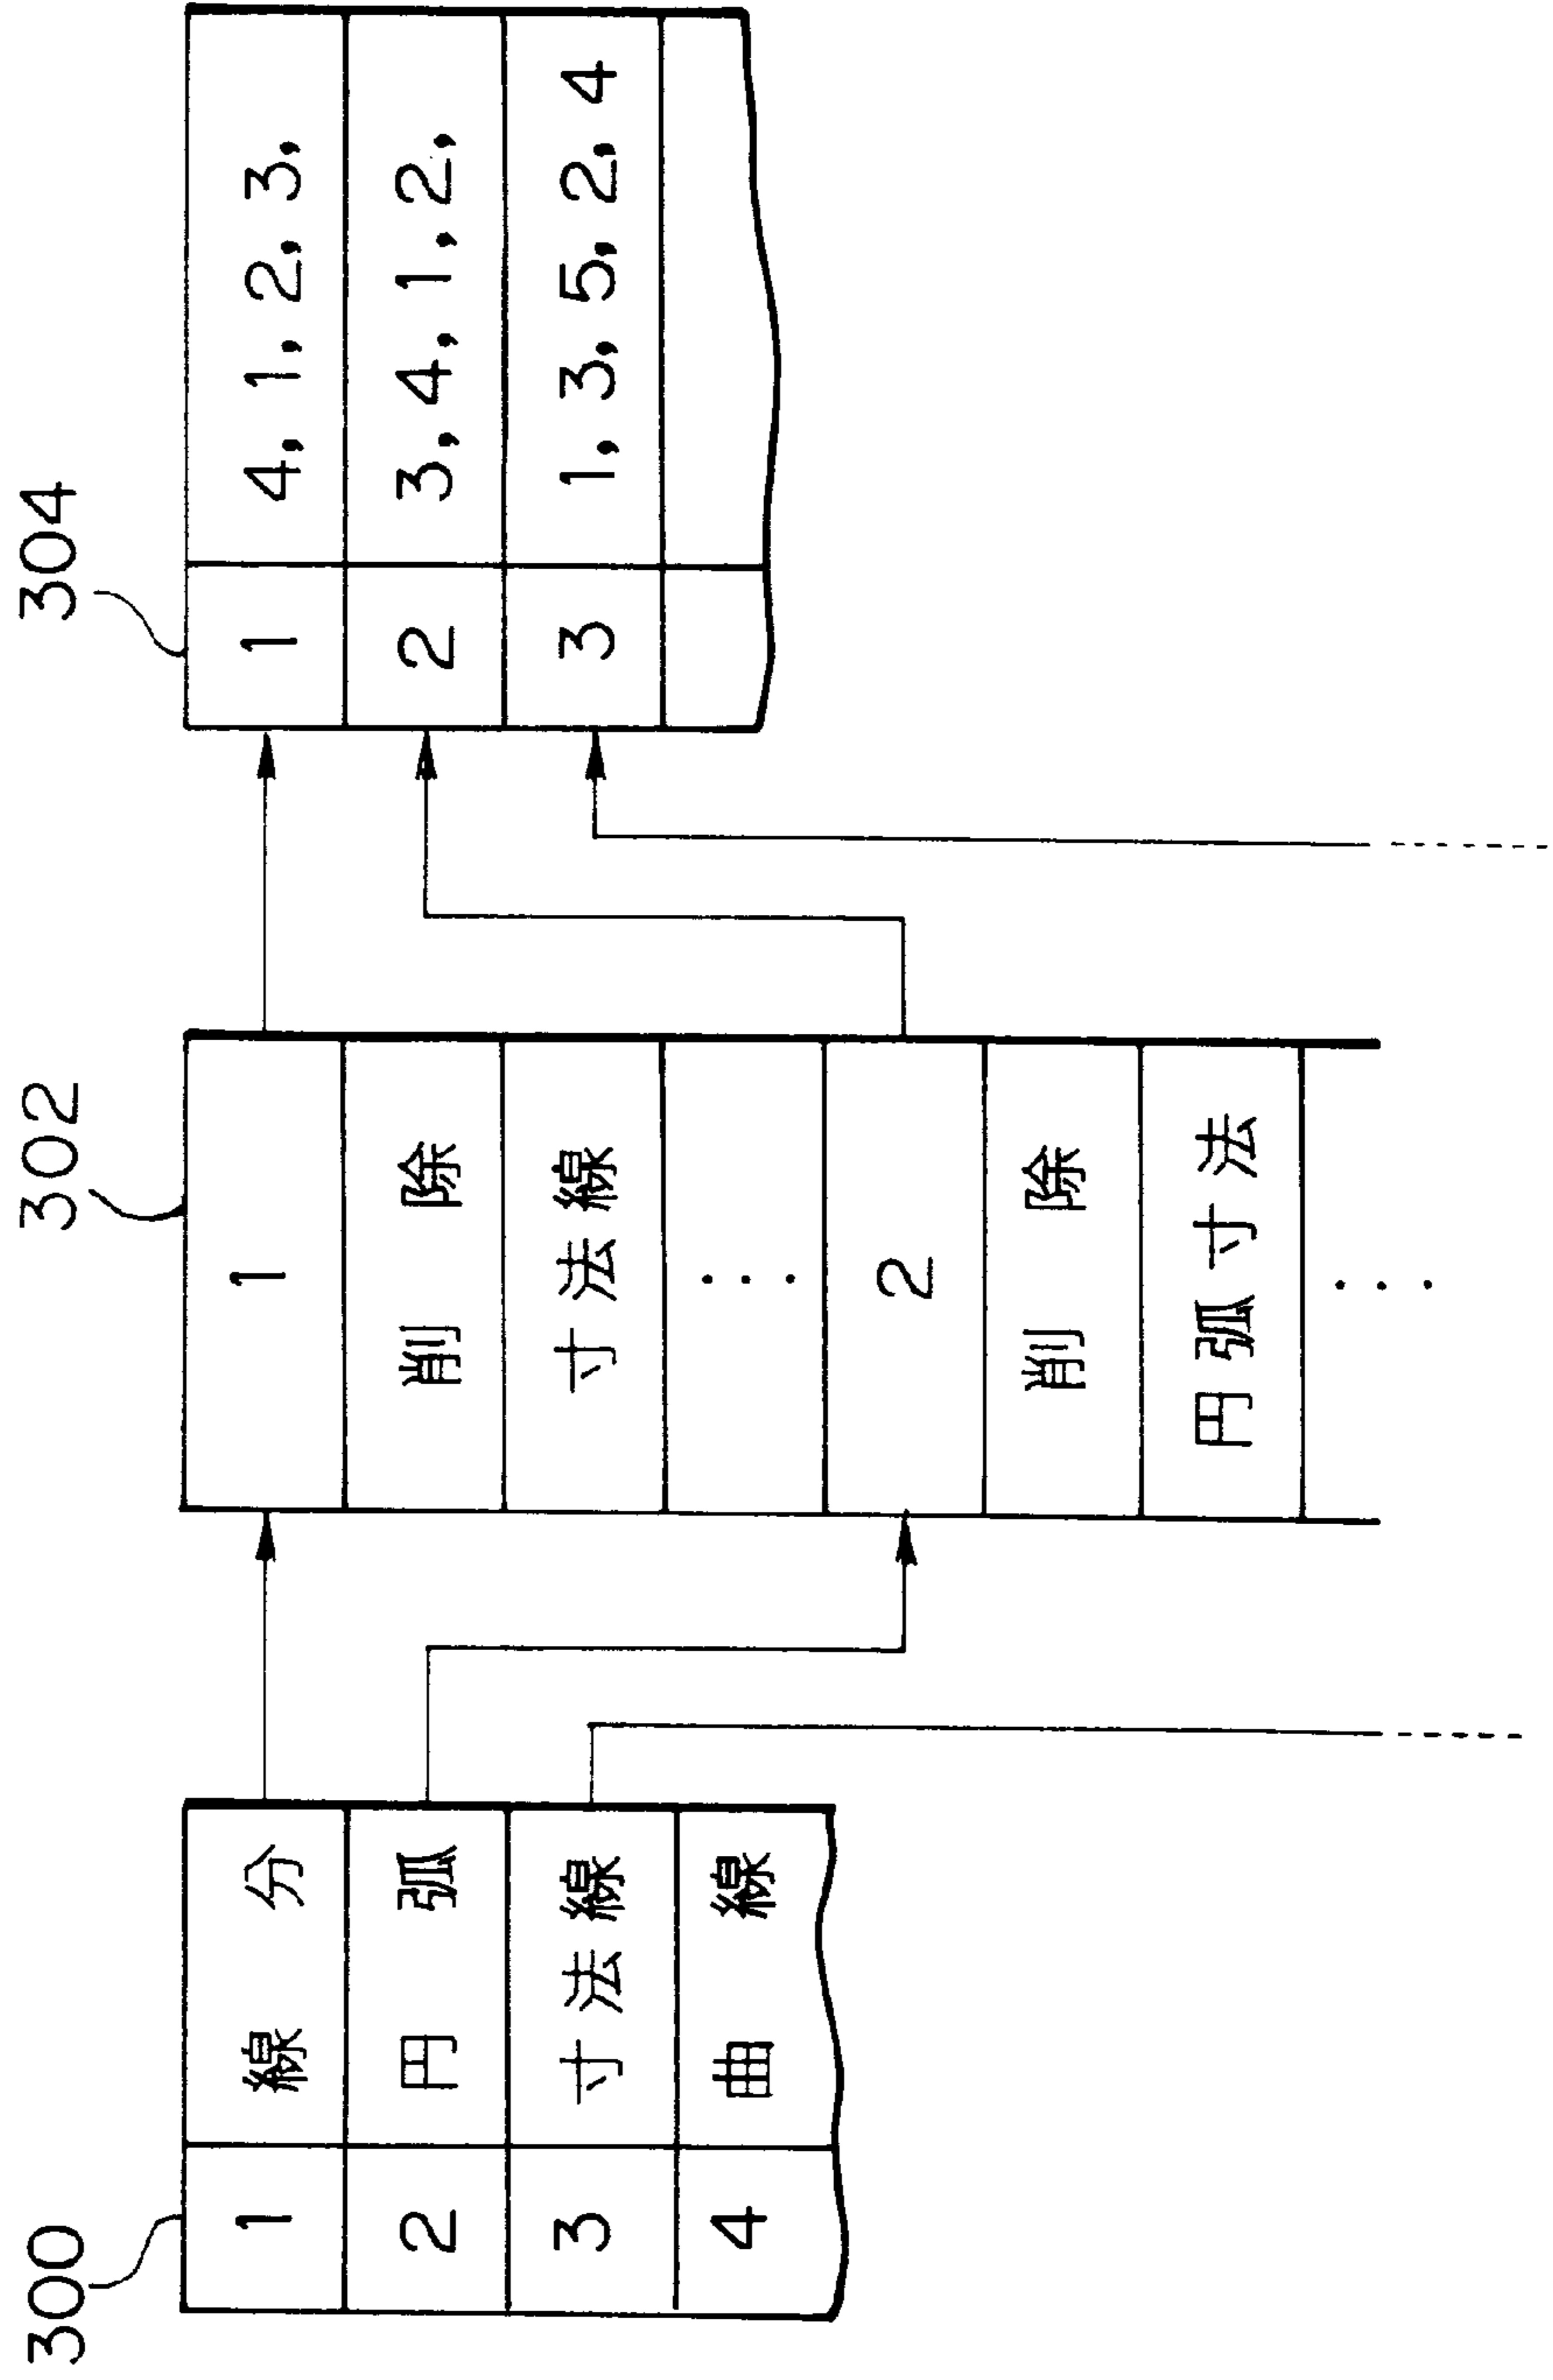 300
1 線分
2 円弧
3 寸法線
4 曲線
302
1
削除
寸法線
⋮
2
削除
円弧寸法
⋮
304
1 4, 1, 2, 3,
2 3, 4, 1, 2,
3 1, 3, 5, 2, 4